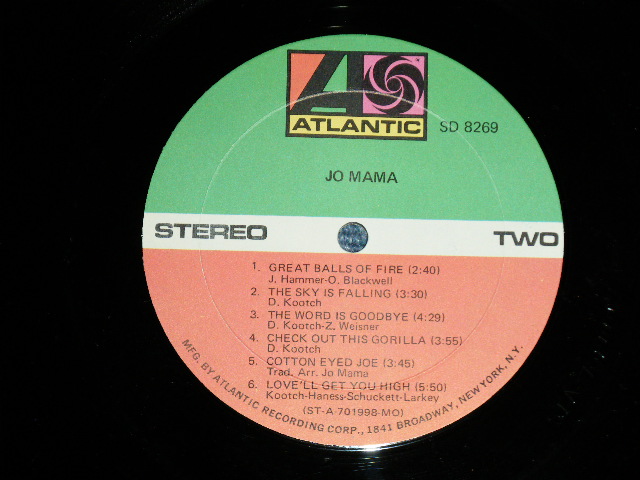 ATLANTIC
SD 8269
JO MAMA
STEREO
TWO
1. GREAT BALLS OF FIRE (2:40)
J. Hammer-O. Blackwell
2. THE SKY IS FALLING (3:30)
D. Kootch
3. THE WORD IS GOODBYE (4:29)
D. Kootch-Z. Weisner
4. CHECK OUT THIS GORILLA (3:55)
D. Kootch
5. COTTON EYED JOE (3:45)
Trad. Arr. Jo Mama
6. LOVE'LL GET YOU HIGH (5:50)
Kootch-Haness-Schuckett-Larkey
(ST-A-701998-MO)
MFG. BY ATLANTIC RECORDING CORP., 1841 BROADWAY, NEW YORK, N.Y.